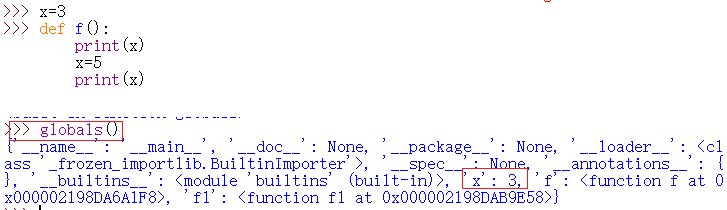 >>> x=3
>>> def f():
        print(x)
        x=5
        print(x)
>>> globals()
{'__name__': '__main__', '__doc__': None, '__package__': None, '__loader__': <cl
ass '_frozen_importlib.BuiltinImporter'>, '__spec__': None, '__annotations__': {
}, '__builtins__': <module 'builtins' (built-in)>, 'x': 3, 'f': <function f at 0
x000002198DA6A1F8>, 'f1': <function f1 at 0x000002198DAB9E58>}